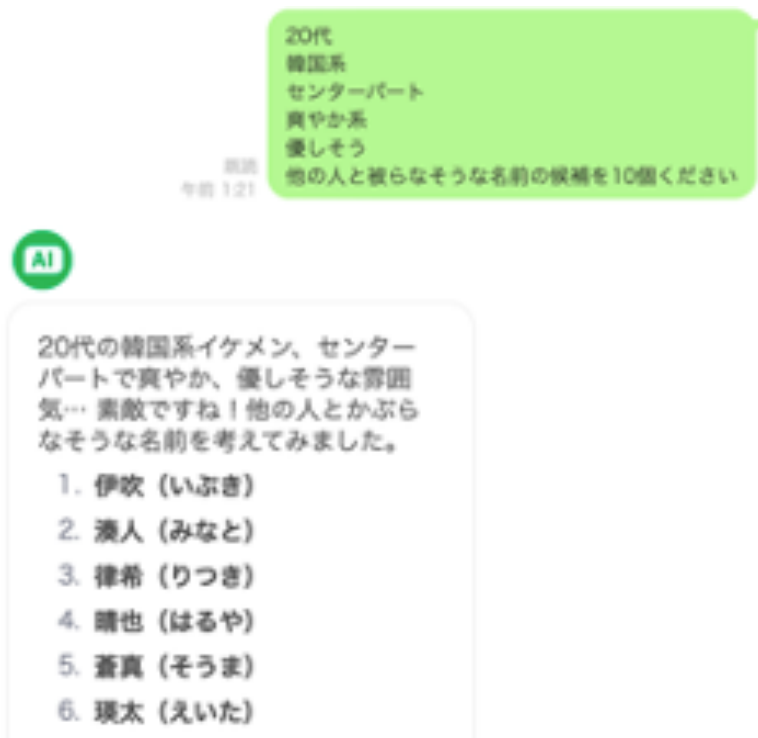 20代
韓国系
センターパート
爽やか系
優しそう
他の人と被らなそうな名前の候補を10個ください
既読
午前 1:21
AI
20代の韓国系イケメン、センター
パートで爽やか、優しそうな雰囲
気… 素敵ですね！他の人とかぶら
なそうな名前を考えてみました。
1. 伊吹（いぶき）
2. 湊人（みなと）
3. 律希（りつき）
4. 晴也（はるや）
5. 蒼真（そうま）
6. 瑛太（えいた）